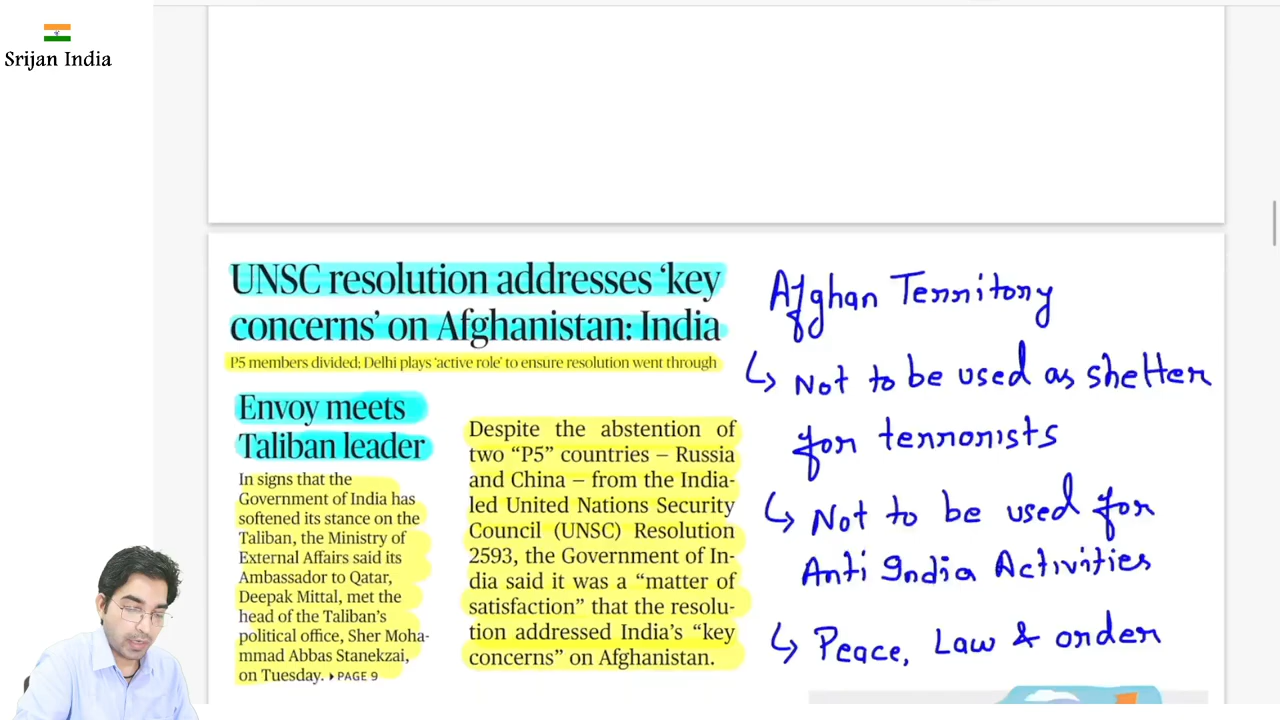 Srijan India
UNSC resolution addresses ‘key
concerns’ on Afghanistan: India
P5 members divided; Delhi plays ‘active role’ to ensure resolution went through
Envoy meets
Taliban leader
In signs that the
Government of India has
softened its stance on the
Taliban, the Ministry of
External Affairs said its
Ambassador to Qatar,
Deepak Mittal, met the
head of the Taliban’s
political office, Sher Moha-
mmad Abbas Stanekzai,
on Tuesday. ▸ PAGE 9
Despite the abstention of
two “P5” countries – Russia
and China – from the India-
led United Nations Security
Council (UNSC) Resolution
2593, the Government of In-
dia said it was a “matter of
satisfaction” that the resolu-
tion addressed India’s “key
concerns” on Afghanistan.
Afghan Territory
↳ Not to be used as shelter
for terrorists
↳ Not to be used for
Anti India Activities
↳ Peace, Law & order